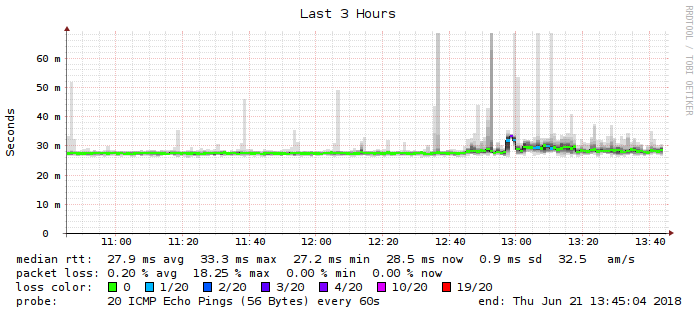 Last 3 Hours
RRDTOOL / TOBI OETIKER
Seconds
60 m
50 m
40 m
30 m
20 m
10 m
0
11:00 11:20 11:40 12:00 12:20 12:40 13:00 13:20 13:40
median rtt: 27.9 ms avg 33.3 ms max 27.2 ms min 28.5 ms now 0.9 ms sd 32.5 am/s
packet loss: 0.20 % avg 18.25 % max 0.00 % min 0.00 % now
loss color: 0 1/20 2/20 3/20 4/20 10/20 19/20
probe: 20 ICMP Echo Pings (56 Bytes) every 60s end: Thu Jun 21 13:45:04 2018